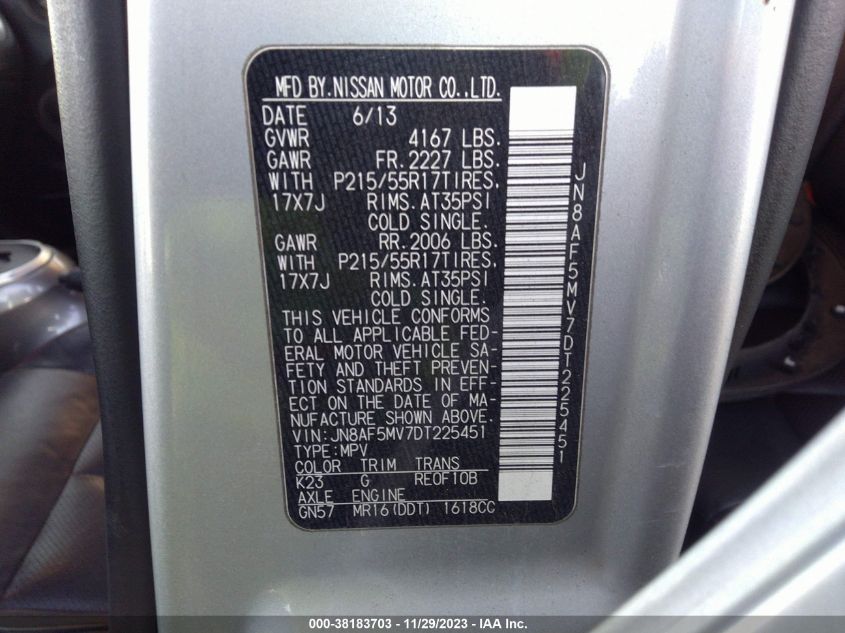 MFD BY.NISSAN MOTOR CO.,LTD.
DATE 6/13
GVWR 4167 LBS.
GAWR FR.2227 LBS.
WITH P215/55R17TIRES,
17X7J RIMS.AT35PSI
COLD SINGLE.
GAWR RR.2006 LBS.
WITH P215/55R17TIRES,
17X7J RIMS.AT35PSI
COLD SINGLE.
THIS VEHICLE CONFORMS
TO ALL APPLICABLE FED-
ERAL MOTOR VEHICLE SA-
FETY AND THEFT PREVEN-
TION STANDARDS IN EFF-
ECT ON THE DATE OF MA-
NUFACTURE SHOWN ABOVE.
VIN:JN8AF5MV7DT225451
TYPE:MPV
COLOR TRIM TRANS
K23 G RE0F10B
AXLE ENGINE
GN57 MR16(DDT) 1618CC
JN8AF5MV7DT225451
000-38183703 - 11/29/2023 - IAA Inc.